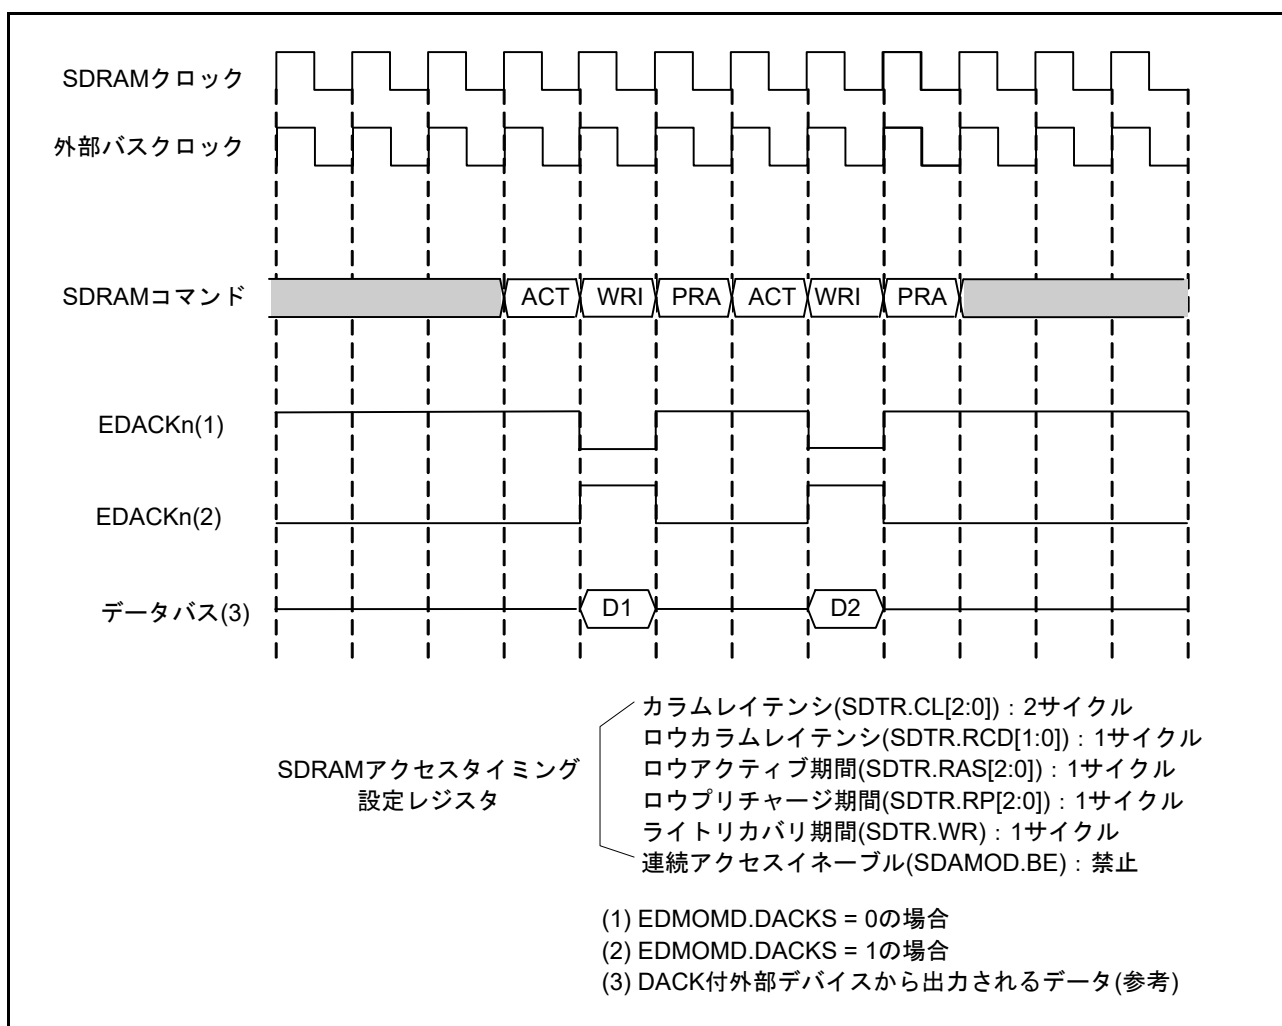 SDRAMクロック
外部バスクロック
SDRAMコマンド
ACT WRI PRA ACT WRI PRA
EDACKn(1)
EDACKn(2)
データバス(3)
D1 D2
SDRAMアクセスタイミング
設定レジスタ
カラムレイテンシ(SDTR.CL[2:0])：2サイクル
ロウカラムレイテンシ(SDTR.RCD[1:0])：1サイクル
ロウアクティブ期間(SDTR.RAS[2:0])：1サイクル
ロウプリチャージ期間(SDTR.RP[2:0])：1サイクル
ライトリカバリ期間(SDTR.WR)：1サイクル
連続アクセスイネーブル(SDAMOD.BE)：禁止
(1) EDMOMD.DACKS = 0の場合
(2) EDMOMD.DACKS = 1の場合
(3) DACK付外部デバイスから出力されるデータ(参考)